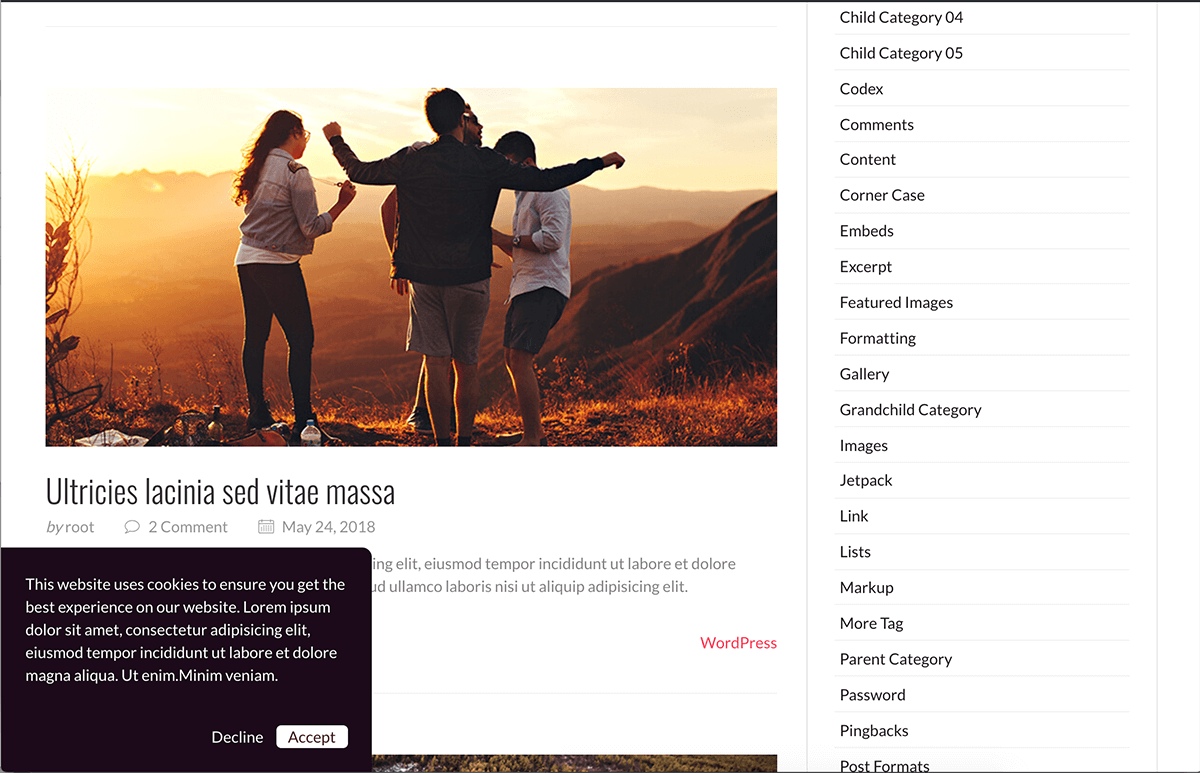 Ultricies lacinia sed vitae massa
by root 2 Comment May 24, 2018
ing elit, eiusmod tempor incididunt ut labore et dolore
ud ullamco laboris nisi ut aliquip adipisicing elit.
WordPress
This website uses cookies to ensure you get the
best experience on our website. Lorem ipsum
dolor sit amet, consectetur adipisicing elit,
eiusmod tempor incididunt ut labore et dolore
magna aliqua. Ut enim.Minim veniam.
Decline Accept
Child Category 04
Child Category 05
Codex
Comments
Content
Corner Case
Embeds
Excerpt
Featured Images
Formatting
Gallery
Grandchild Category
Images
Jetpack
Link
Lists
Markup
More Tag
Parent Category
Password
Pingbacks
Post Formats